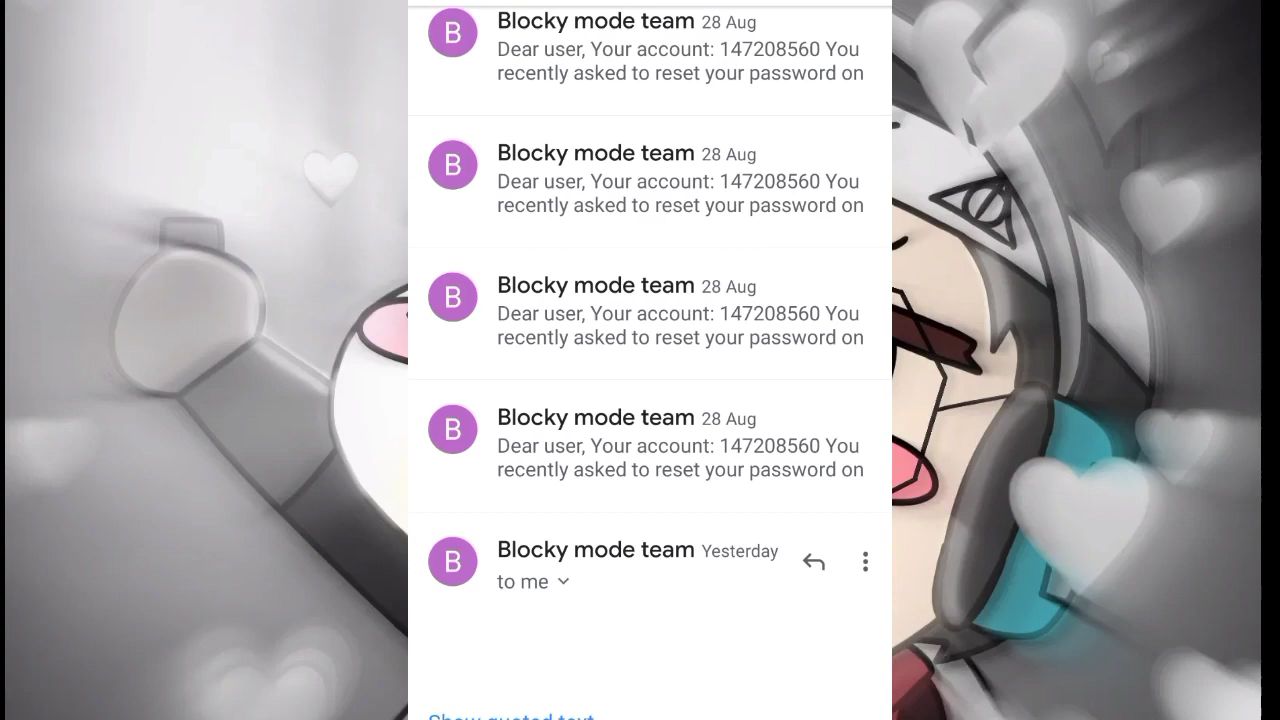 B Blocky mode team 28 Aug
Dear user, Your account: 147208560 You
recently asked to reset your password on
B Blocky mode team 28 Aug
Dear user, Your account: 147208560 You
recently asked to reset your password on
B Blocky mode team 28 Aug
Dear user, Your account: 147208560 You
recently asked to reset your password on
B Blocky mode team 28 Aug
Dear user, Your account: 147208560 You
recently asked to reset your password on
B Blocky mode team Yesterday
to me
Show quoted text